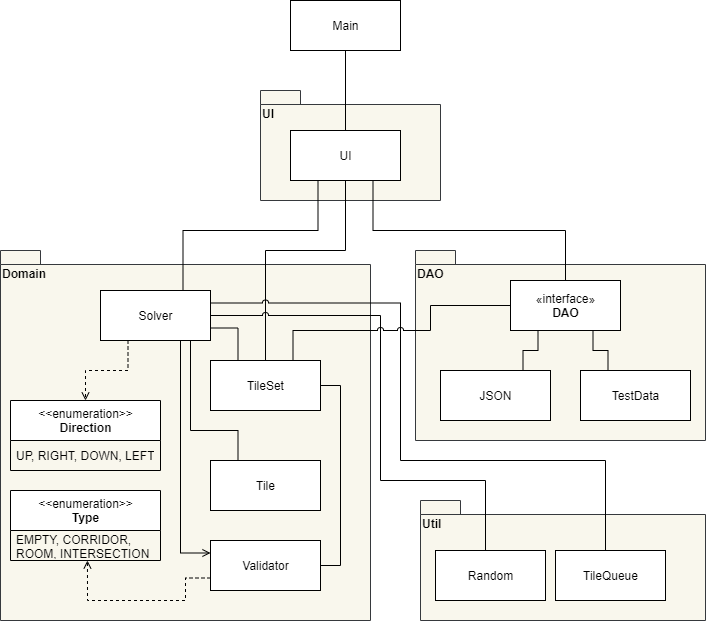 Main
UI
UI
Domain
DAO
Solver
«interface»
DAO
TileSet
JSON
TestData
<<enumeration>>
Direction
UP, RIGHT, DOWN, LEFT
Tile
<<enumeration>>
Type
EMPTY, CORRIDOR,
ROOM, INTERSECTION
Validator
Util
Random
TileQueue